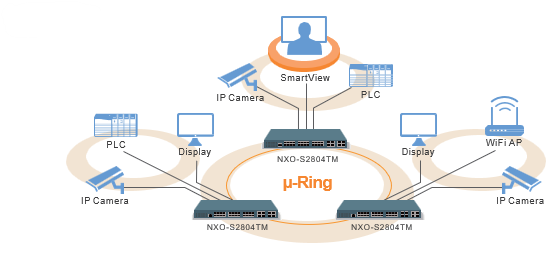 SmartView
IP Camera
PLC
PLC
Display
NXO-S2804TM
Display
WiFi AP
μ-Ring
IP Camera
IP Camera
NXO-S2804TM
NXO-S2804TM